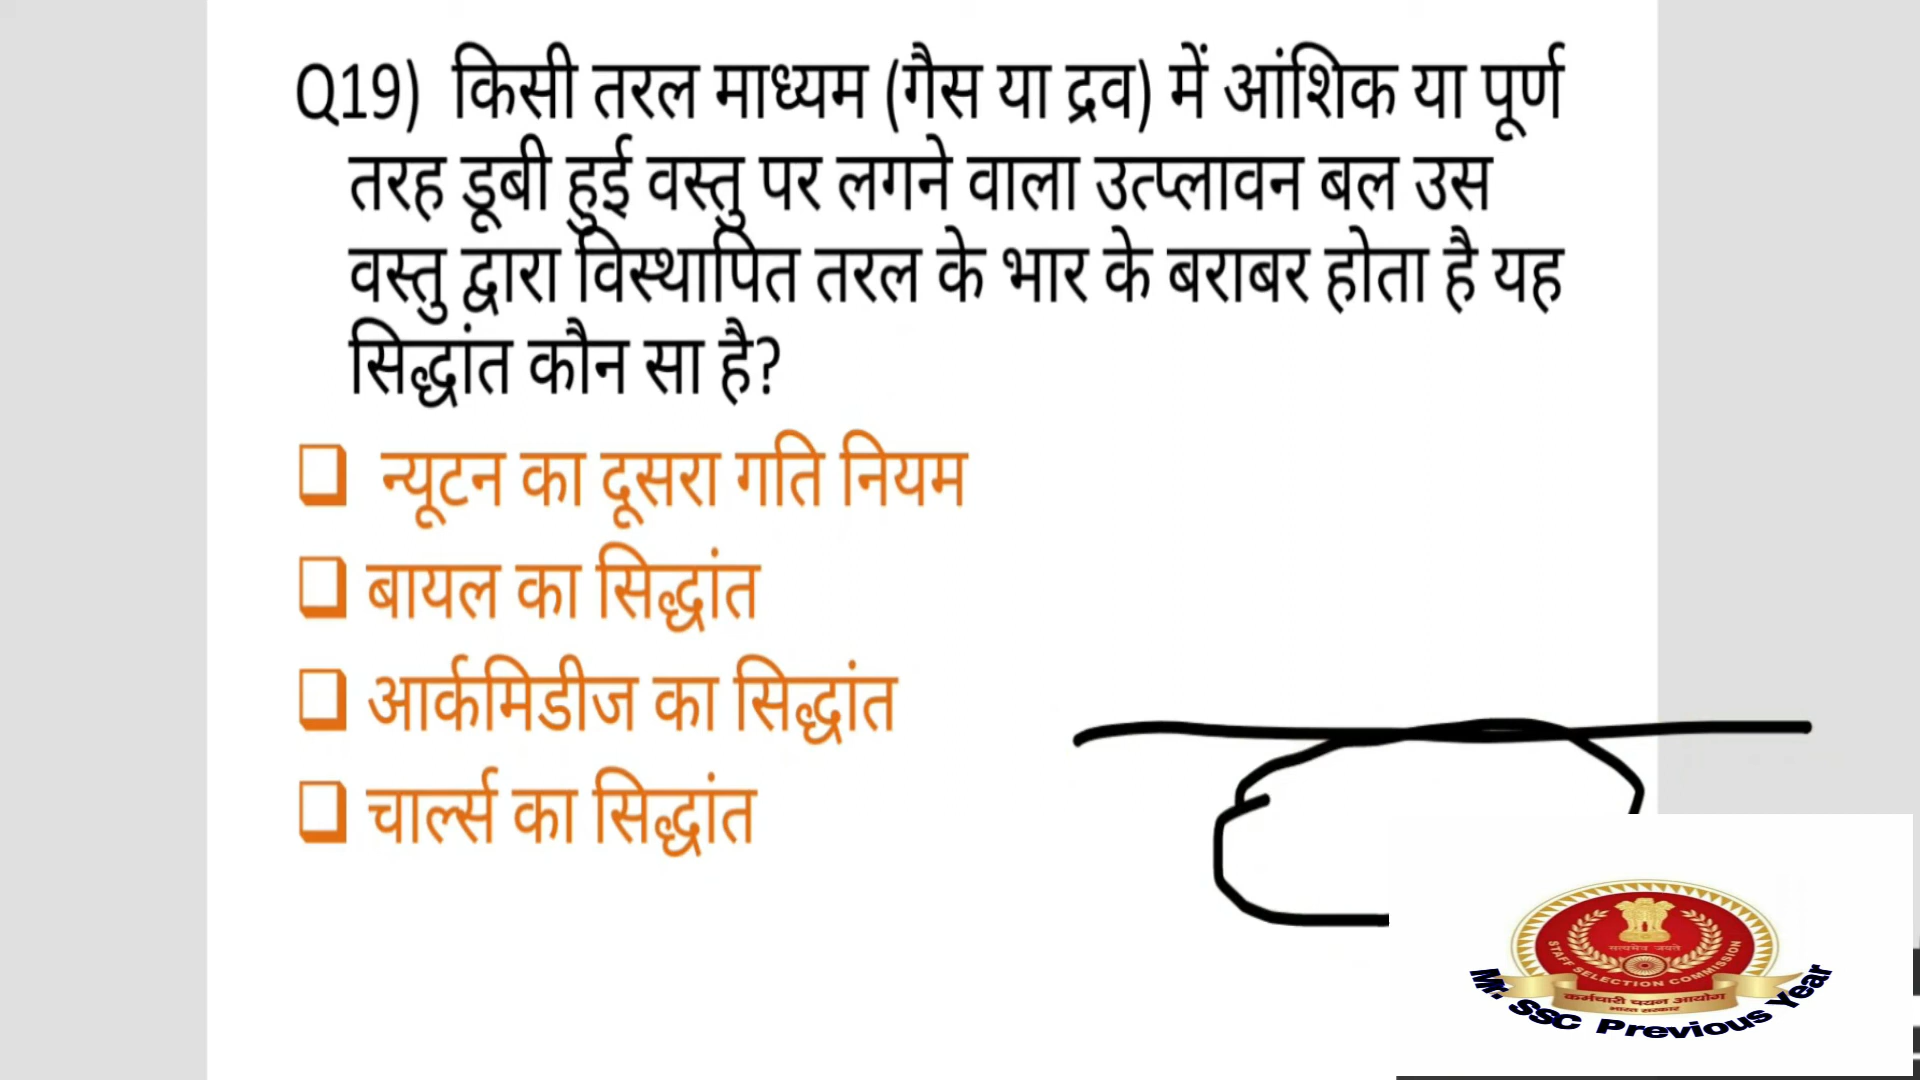 Q19) किसी तरल माध्यम (गैस या द्रव) में आंशिक या पूर्ण
तरह डूबी हुई वस्तु पर लगने वाला उत्प्लावन बल उस
वस्तु द्वारा विस्थापित तरल के भार के बराबर होता है यह
सिद्धांत कौन सा है?
न्यूटन का दूसरा गति नियम
बायल का सिद्धांत
आर्कमिडीज का सिद्धांत
चार्ल्स का सिद्धांत
सत्यमेव जयते
STAFF SELECTION COMMISSION
कर्मचारी चयन आयोग
भारत सरकार
Mr. SSC Previous Year